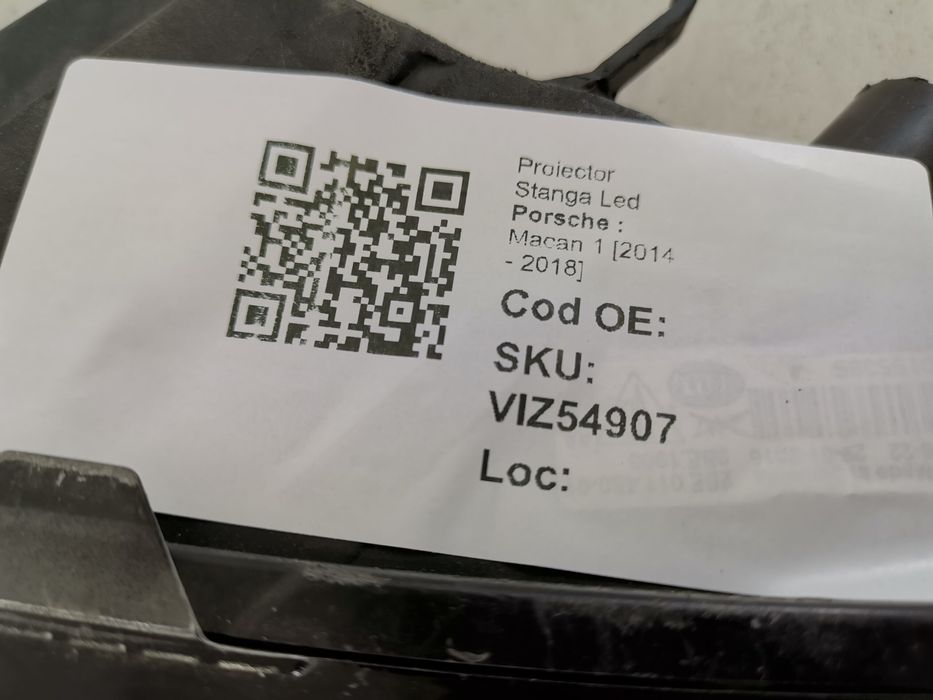 Proiector
Stanga Led
Porsche :
Macan 1 [2014
- 2018]
Cod OE:
SKU:
VIZ54907
Loc: